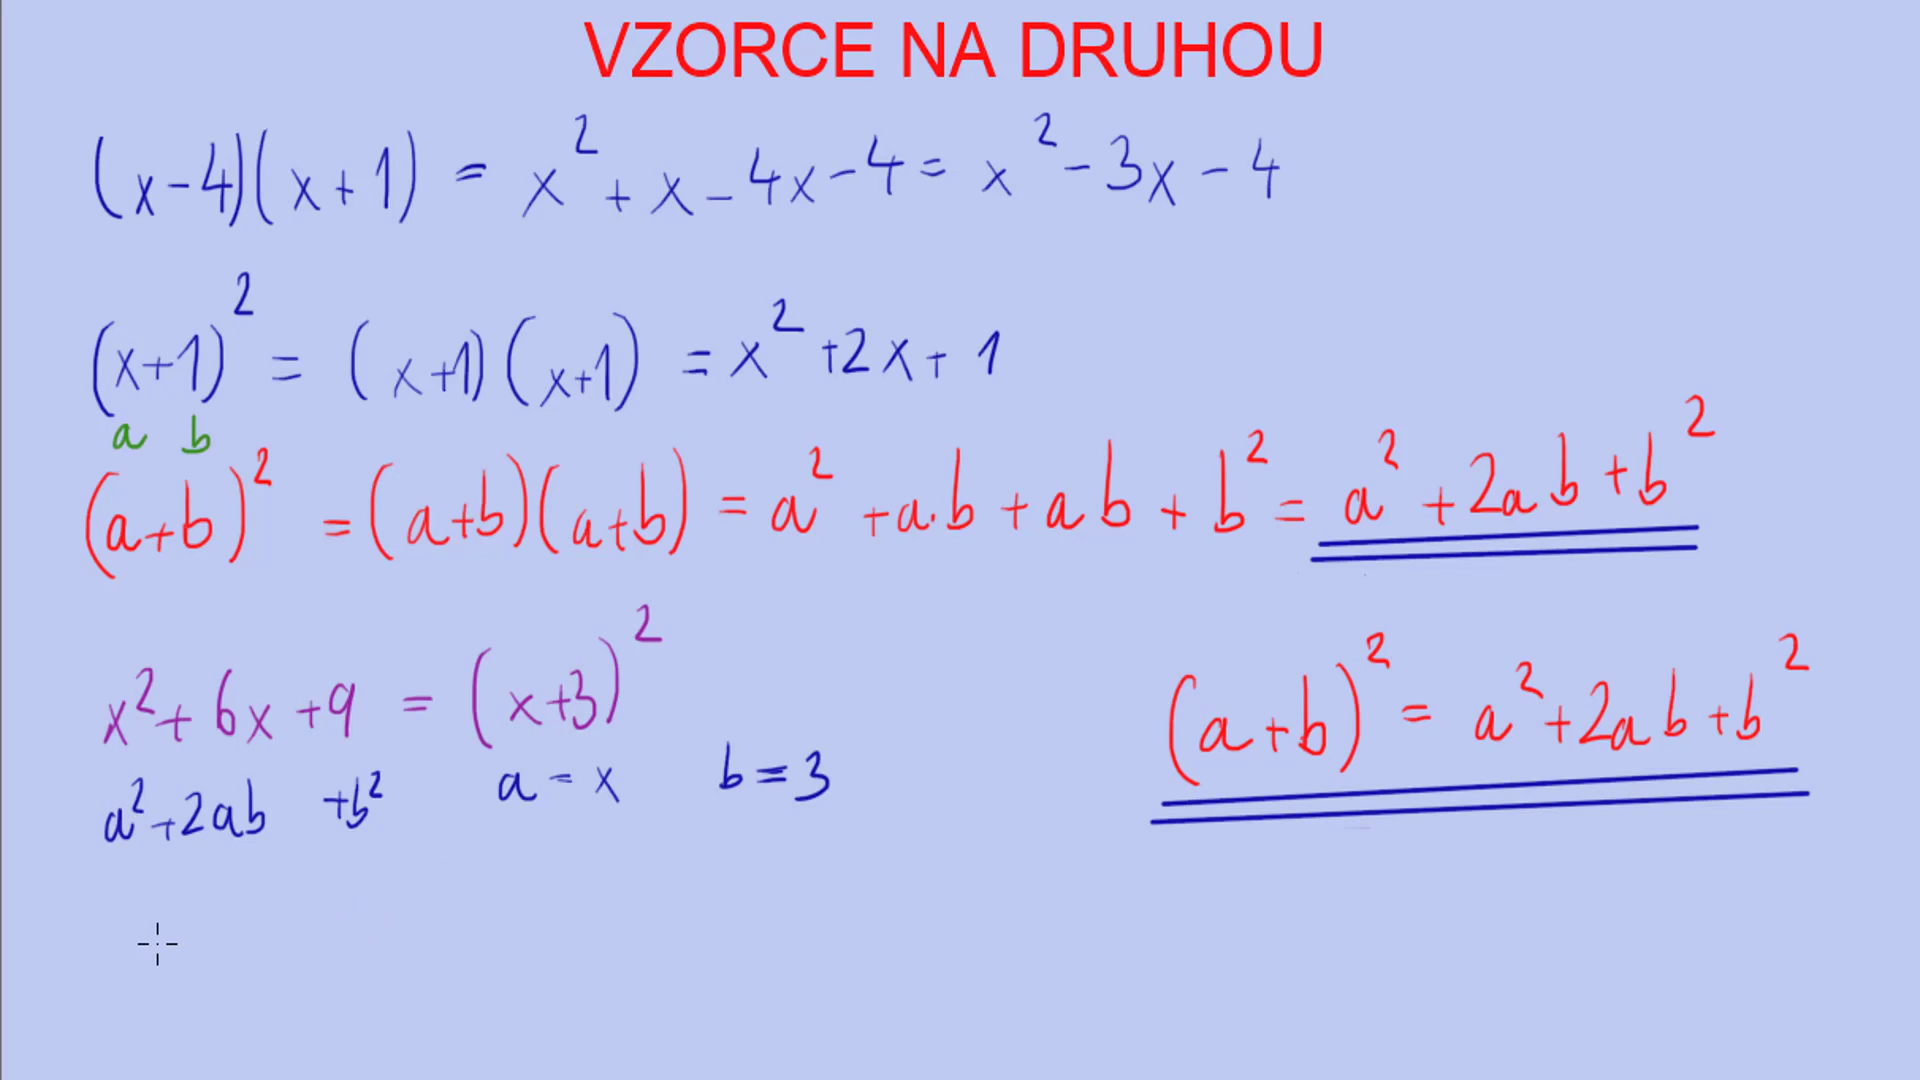 VZORCE NA DRUHOU
(x-4)(x+1) = x² + x - 4x - 4 = x² - 3x - 4
(x+1)² = (x+1)(x+1) = x² + 2x + 1
a b
(a+b)² = (a+b)(a+b) = a² + a·b + ab + b² = a² + 2ab + b²
x² + 6x + 9 = (x+3)²
(a+b)² = a² + 2ab + b²
a² + 2ab + b² a = x b = 3